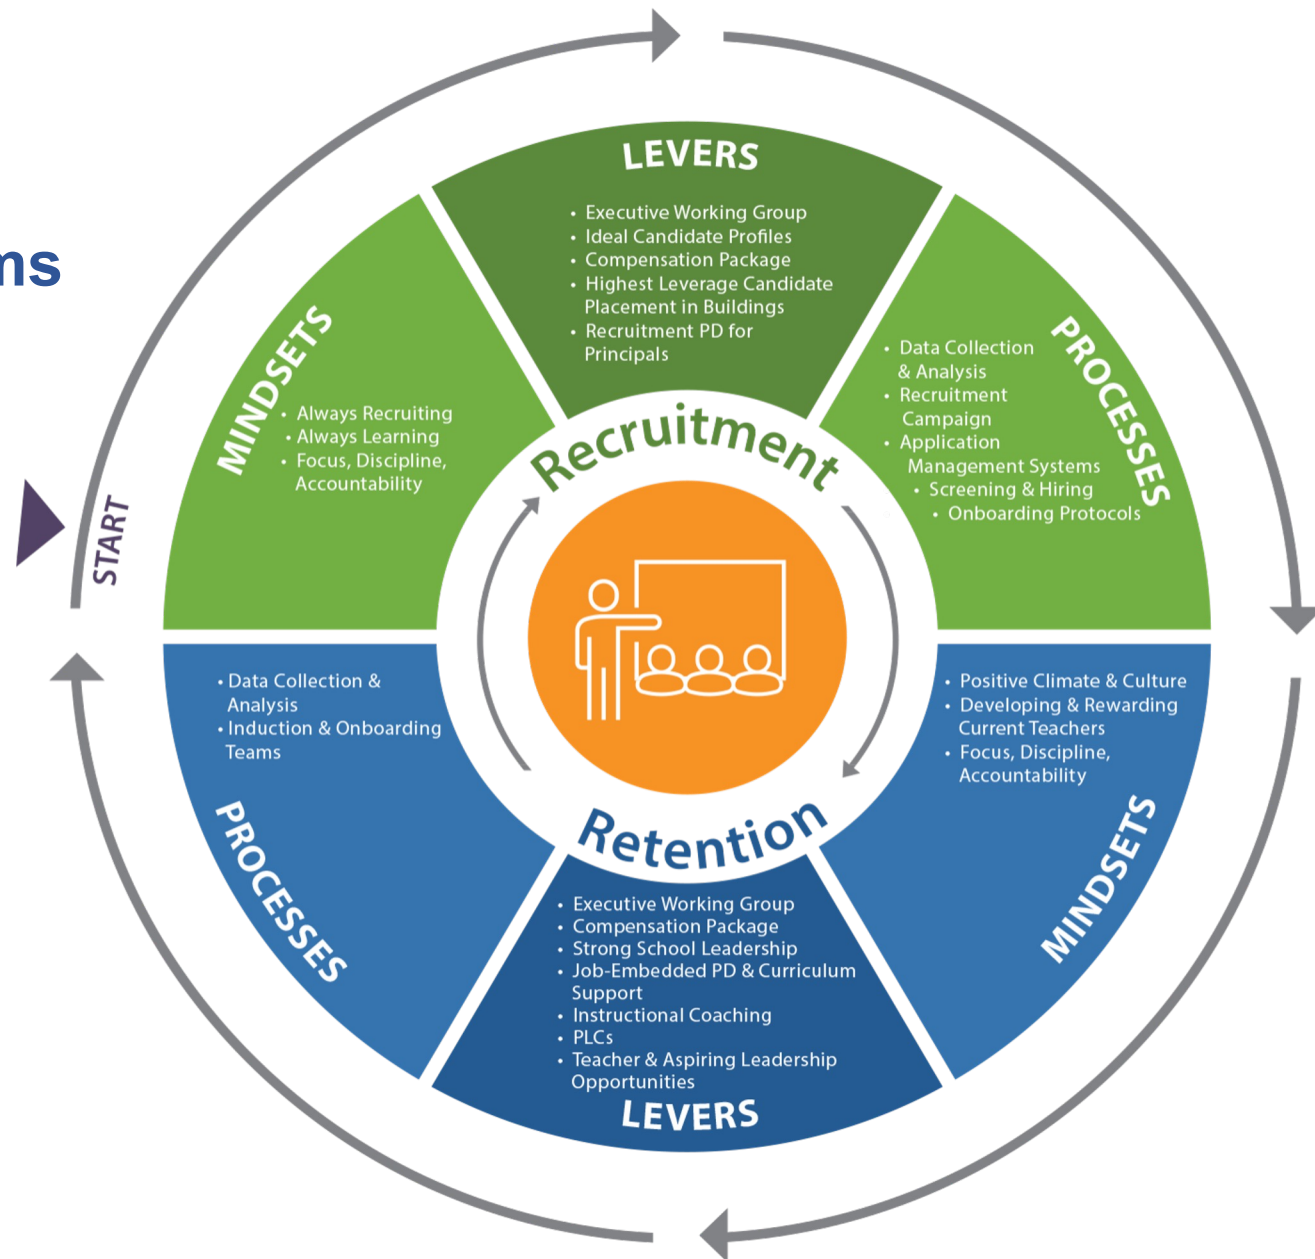 ms
START
MINDSETS
• Always Recruiting
• Always Learning
• Focus, Discipline,
Accountability
LEVERS
• Executive Working Group
• Ideal Candidate Profiles
• Compensation Package
• Highest Leverage Candidate
Placement in Buildings
• Recruitment PD for
Principals
PROCESSES
• Data Collection
& Analysis
• Recruitment
Campaign
• Application
Management Systems
• Screening & Hiring
• Onboarding Protocols
Recruitment
Retention
• Positive Climate & Culture
• Developing & Rewarding
Current Teachers
• Focus, Discipline,
Accountability
MINDSETS
• Executive Working Group
• Compensation Package
• Strong School Leadership
• Job-Embedded PD & Curriculum
Support
• Instructional Coaching
• PLCs
• Teacher & Aspiring Leadership
Opportunities
LEVERS
• Data Collection &
Analysis
• Induction & Onboarding
Teams
PROCESSES